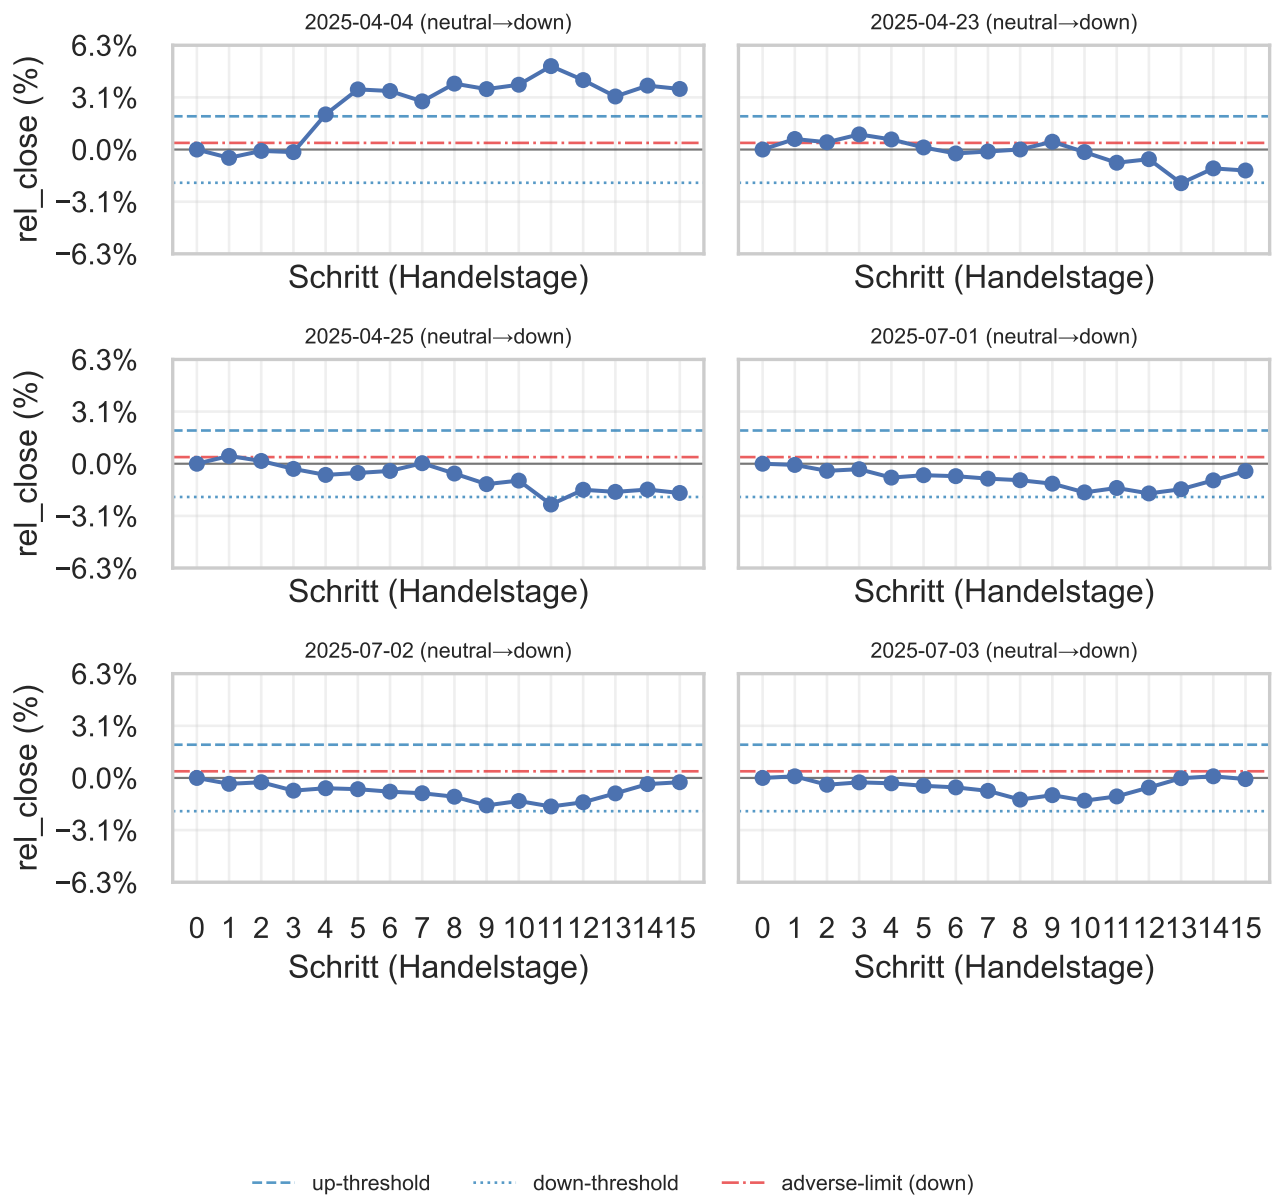 2025-04-04 (neutral→down)
2025-04-23 (neutral→down)
6.3%
3.1%
0.0%
−3.1%
−6.3%
rel_close (%)
Schritt (Handelstage)
Schritt (Handelstage)
2025-04-25 (neutral→down)
2025-07-01 (neutral→down)
6.3%
3.1%
0.0%
−3.1%
−6.3%
rel_close (%)
Schritt (Handelstage)
Schritt (Handelstage)
2025-07-02 (neutral→down)
2025-07-03 (neutral→down)
6.3%
3.1%
0.0%
−3.1%
−6.3%
rel_close (%)
0 1 2 3 4 5 6 7 8 9 10 11 12 13 14 15
0 1 2 3 4 5 6 7 8 9 10 11 12 13 14 15
Schritt (Handelstage)
Schritt (Handelstage)
up-threshold
down-threshold
adverse-limit (down)